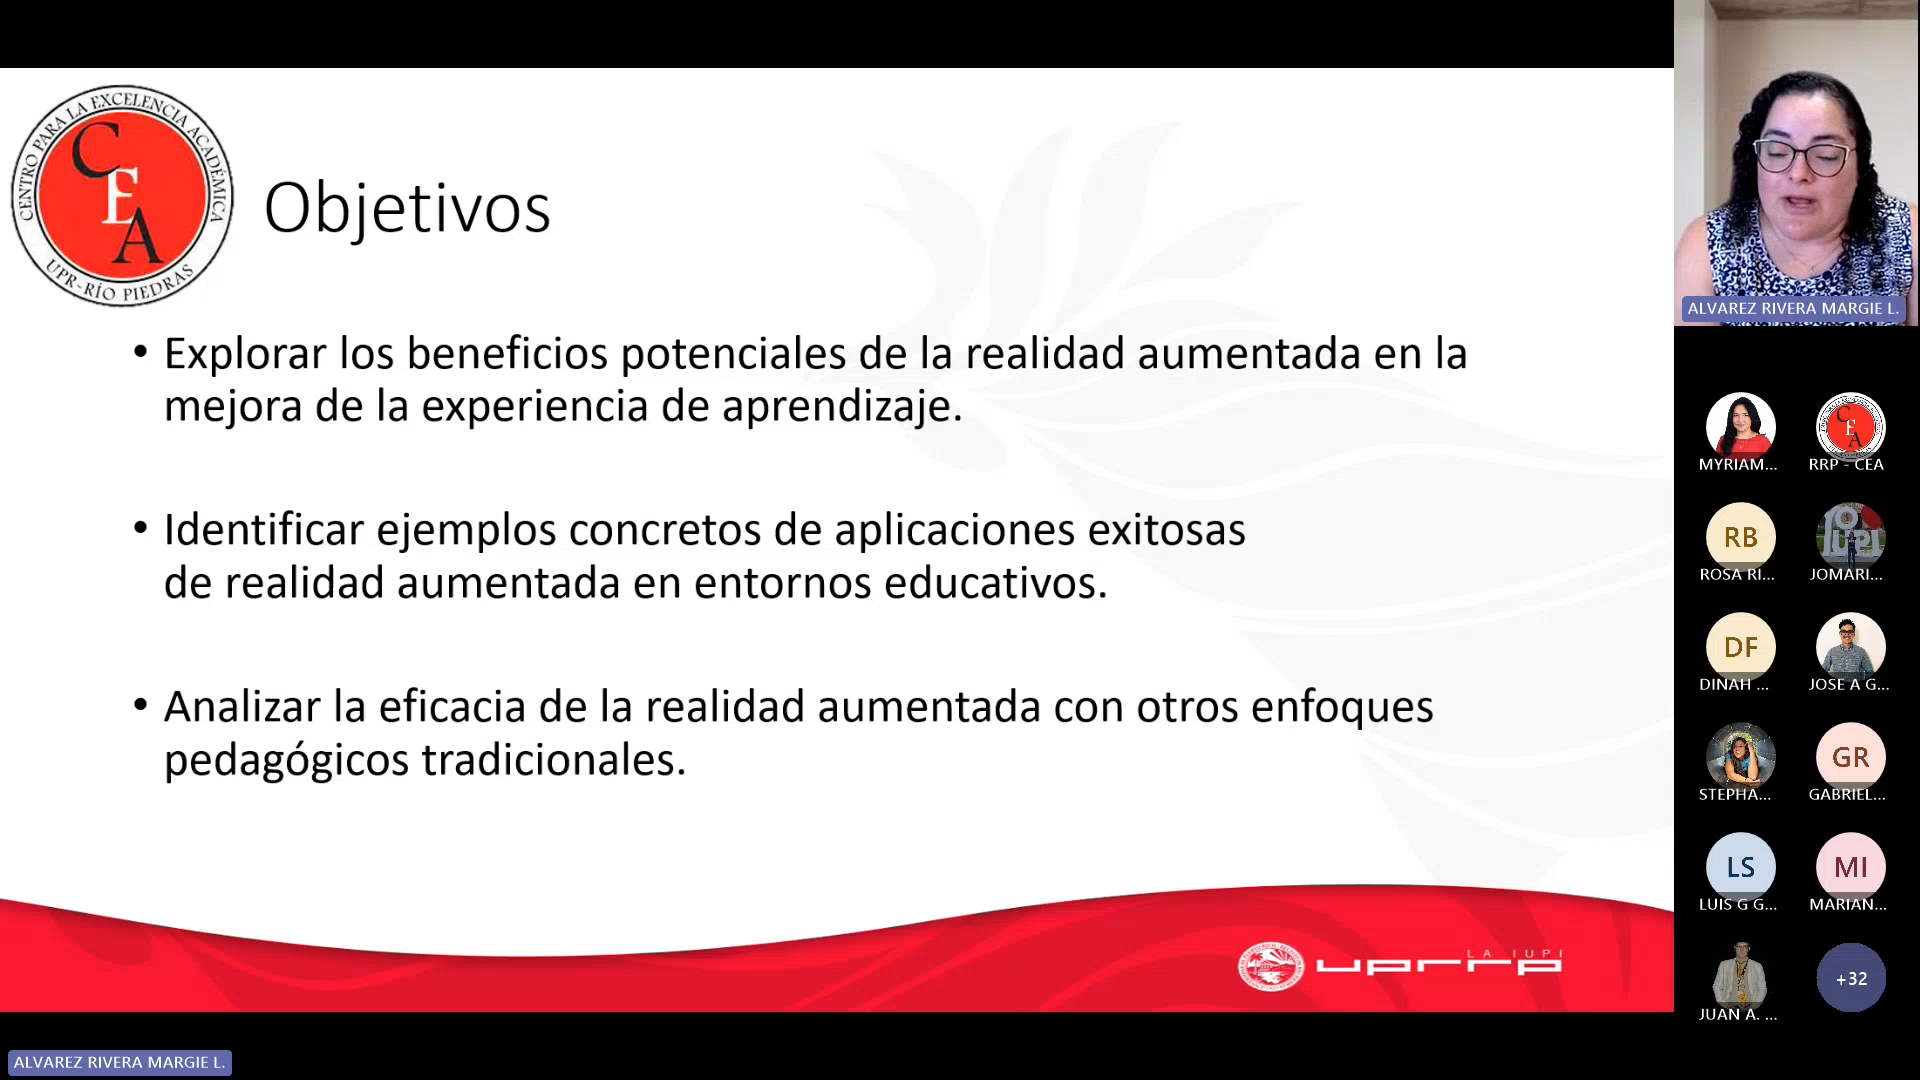 CENTRO PARA LA EXCELENCIA ACADÉMICA
CEA
UPR-RÍO PIEDRAS
Objetivos
• Explorar los beneficios potenciales de la realidad aumentada en la
mejora de la experiencia de aprendizaje.
• Identificar ejemplos concretos de aplicaciones exitosas
de realidad aumentada en entornos educativos.
• Analizar la eficacia de la realidad aumentada con otros enfoques
pedagógicos tradicionales.
LA IUPI
uprrp
ALVAREZ RIVERA MARGIE L.
ALVAREZ RIVERA MARGIE L.
MYRIAM...
RRP - CEA
RB
ROSA RI...
JOMARI...
DF
DINAH ...
JOSE A G...
STEPHA...
GR
GABRIEL...
LS
LUIS G G...
MI
MARIAN...
JUAN A. ...
+32